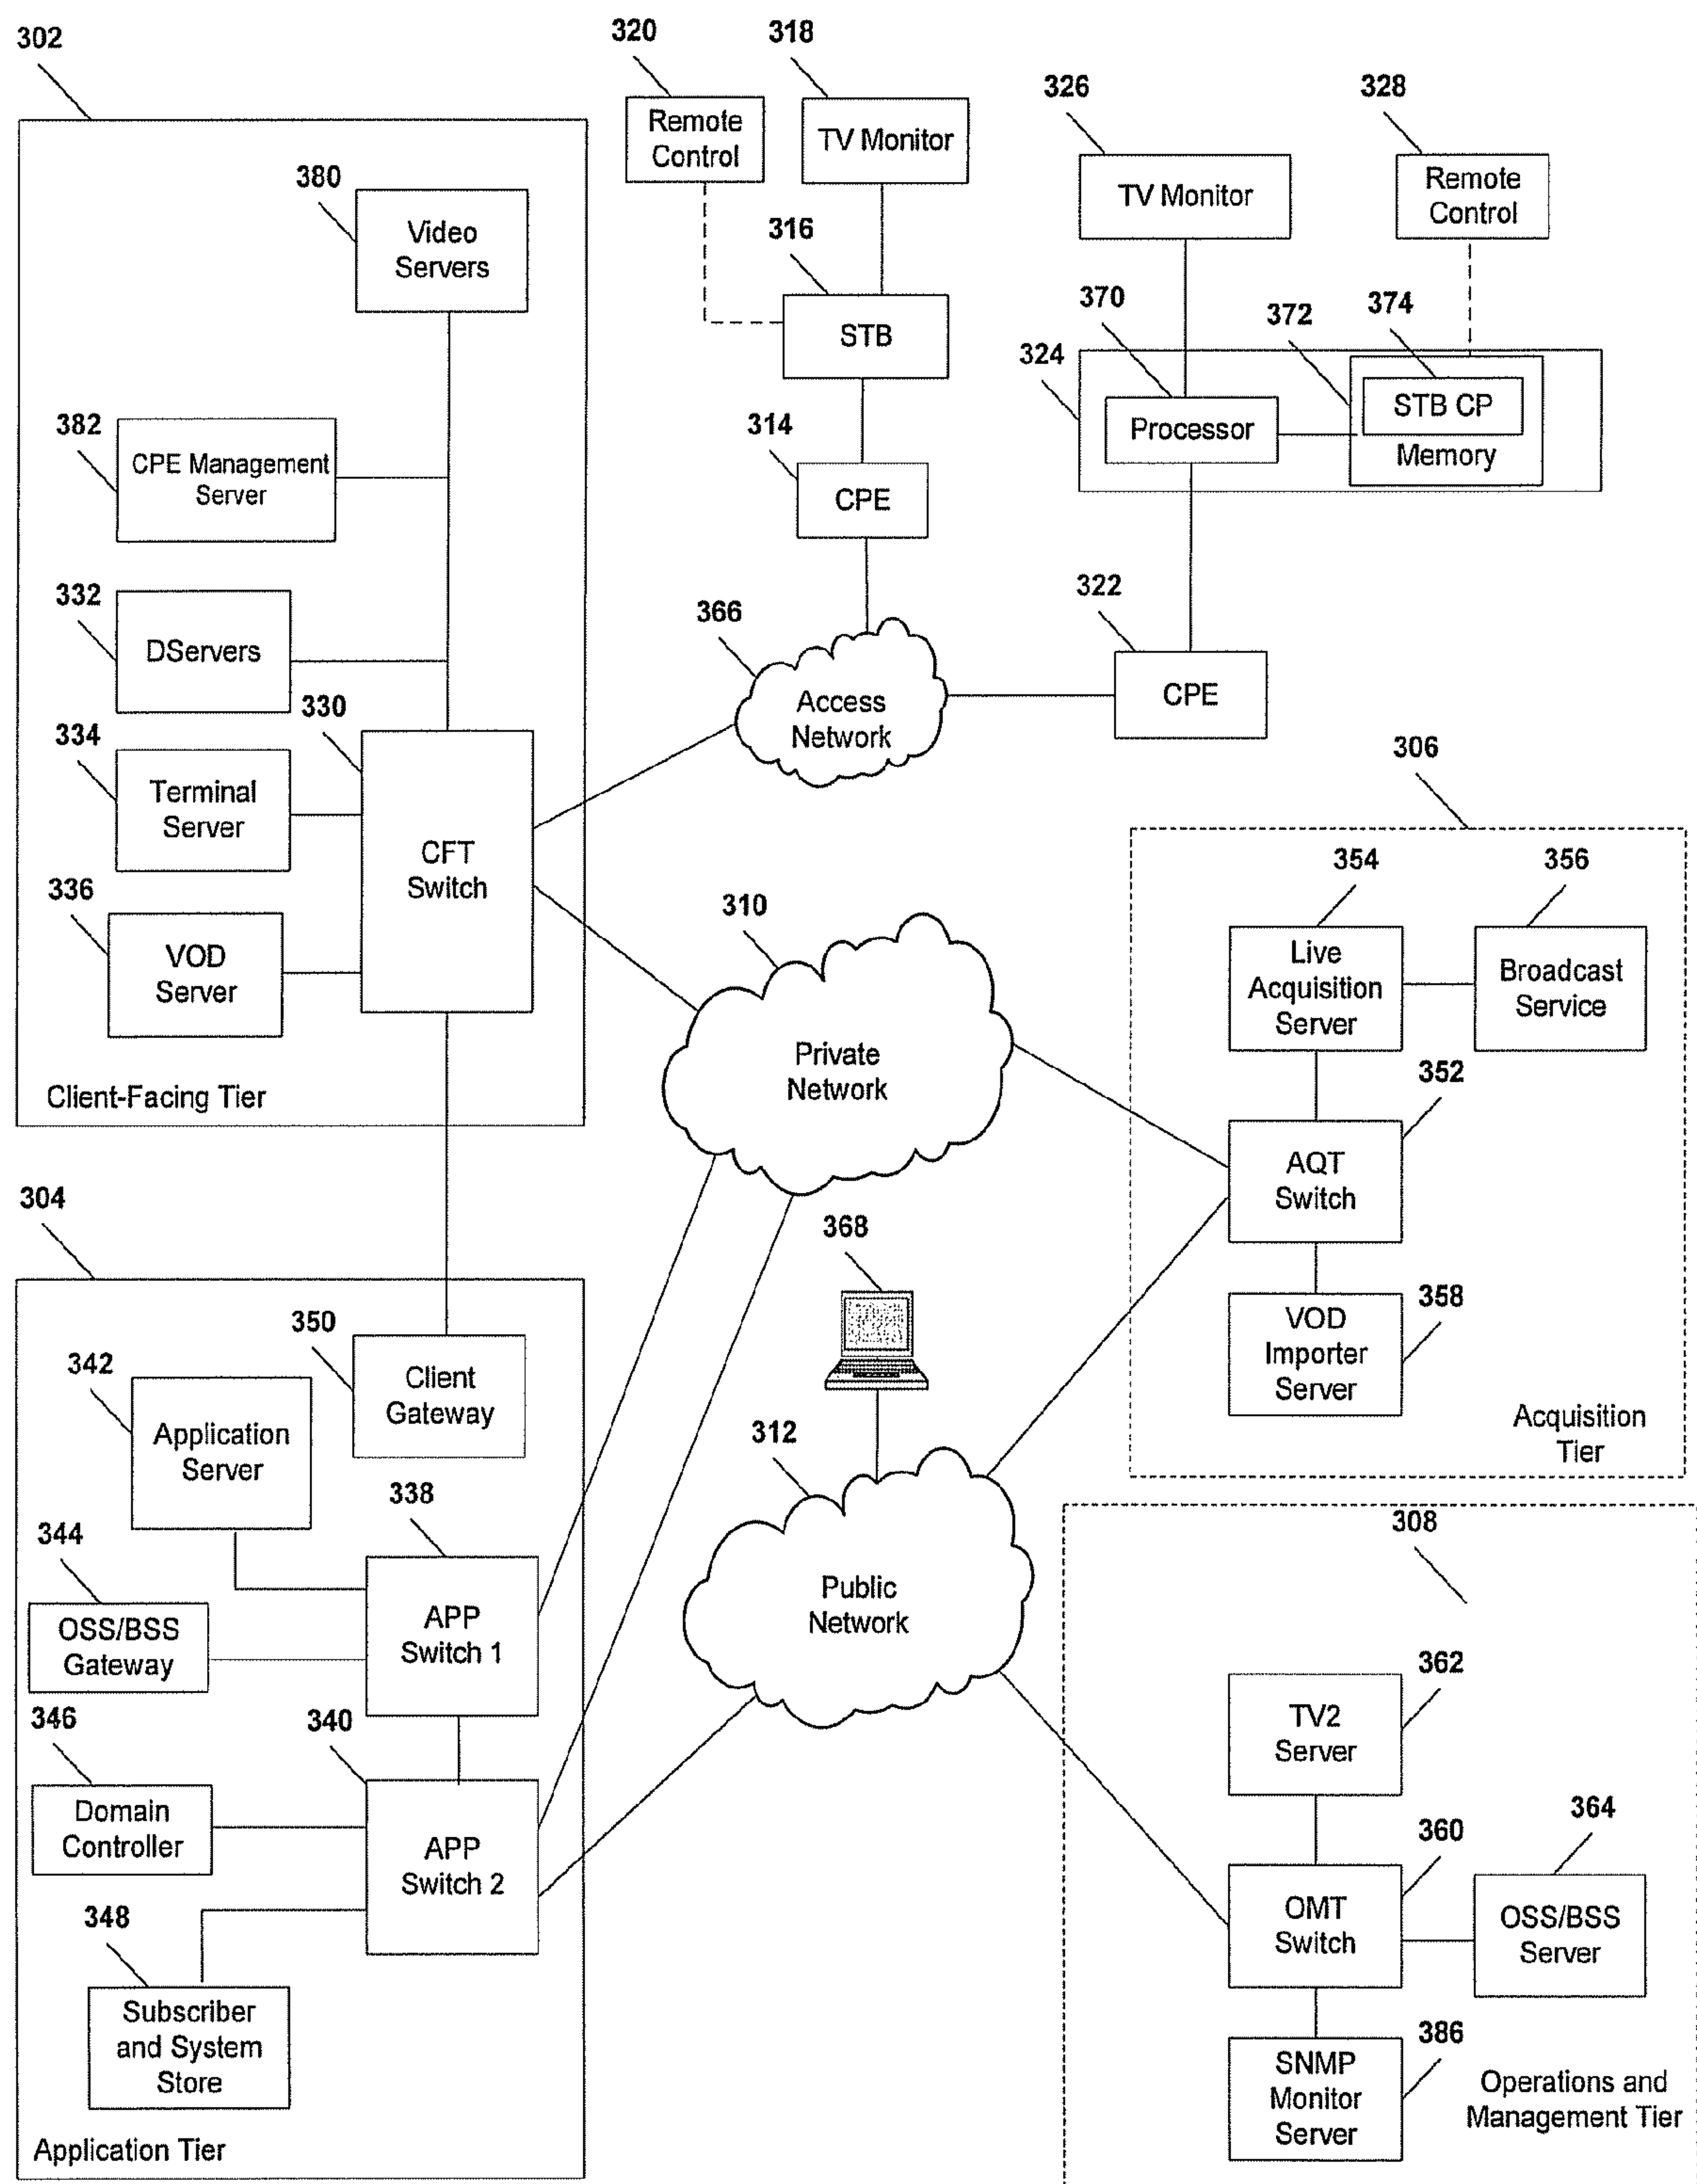 302
320
318
326
328
Remote
Control
TV Monitor
TV Monitor
Remote
Control
380
Video
Servers
316
STB
370
372
374
324
STB CP
Processor
Memory
382
CPE Management
Server
314
CPE
332
DServers
366
Access
Network
322
CPE
330
334
Terminal
Server
CFT
Switch
336
VOD
Server
Client-Facing Tier
310
Private
Network
306
354
356
Live
Acquisition
Server
Broadcast
Service
352
AQT
Switch
358
VOD
Importer
Server
Acquisition
Tier
304
350
Client
Gateway
342
Application
Server
368
312
Public
Network
338
344
OSS/BSS
Gateway
APP
Switch 1
346
340
Domain
Controller
APP
Switch 2
348
Subscriber
and System
Store
Application Tier
308
362
TV2
Server
360
364
OMT
Switch
OSS/BSS
Server
386
SNMP
Monitor
Server
Operations and
Management Tier